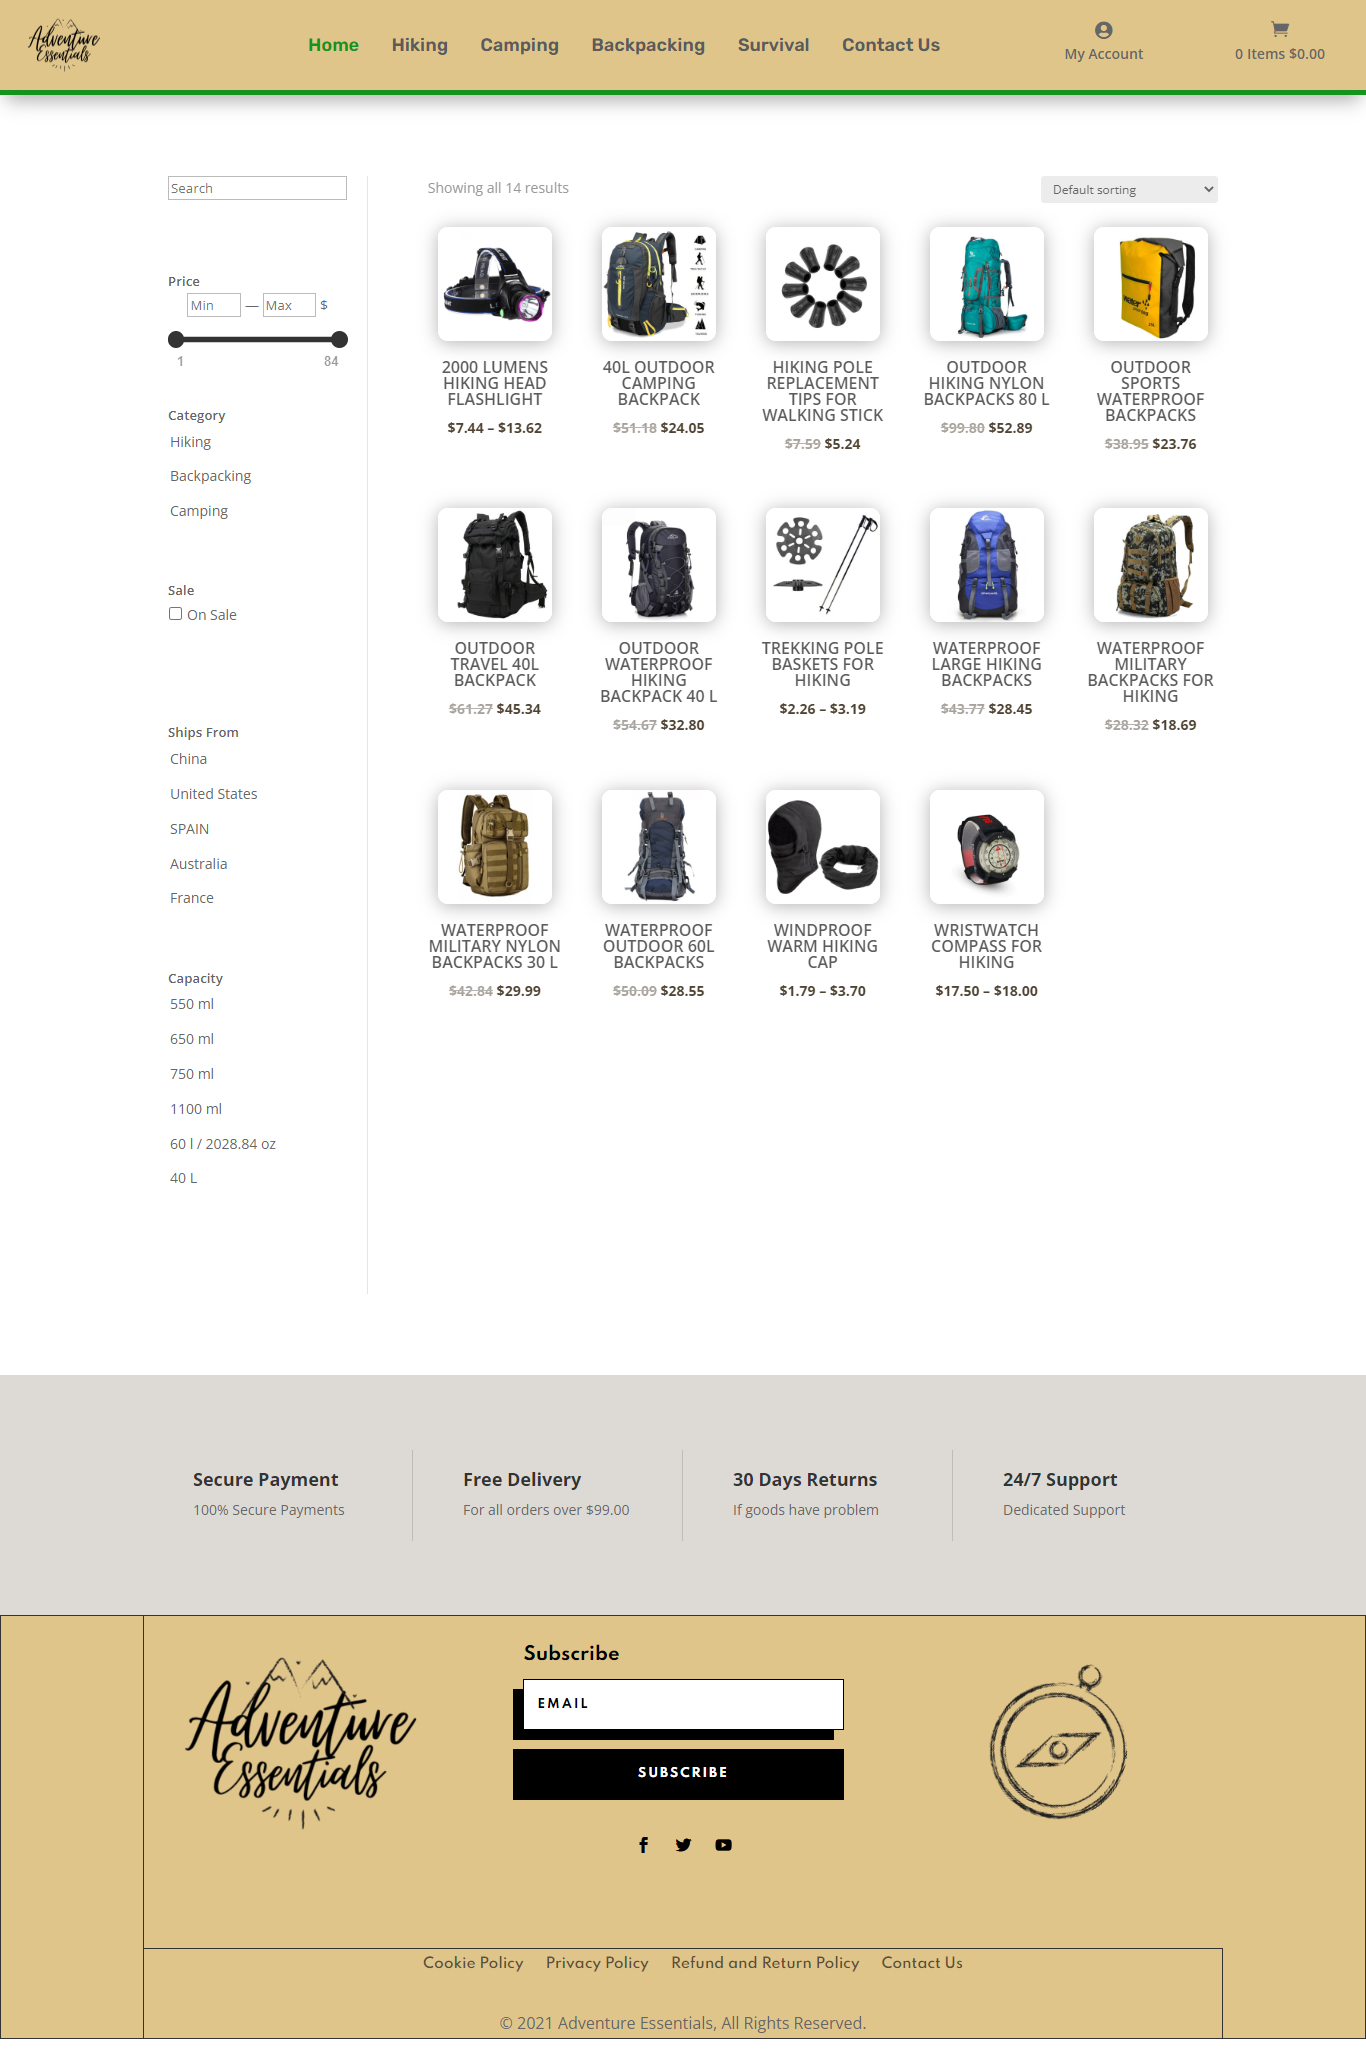 Adventure
Essentials
Home
Hiking
Camping
Backpacking
Survival
Contact Us
My Account
0 Items $0.00
Search
Price
Min — Max $
1
84
Category
Hiking
Backpacking
Camping
Sale
On Sale
Ships From
China
United States
SPAIN
Australia
France
Capacity
550 ml
650 ml
750 ml
1100 ml
60 l / 2028.84 oz
40 L
Showing all 14 results
Default sorting
2000 LUMENS
HIKING HEAD
FLASHLIGHT
$7.44 – $13.62
40L OUTDOOR
CAMPING
BACKPACK
$51.18 $24.05
HIKING POLE
REPLACEMENT
TIPS FOR
WALKING STICK
$7.59 $5.24
OUTDOOR
HIKING NYLON
BACKPACKS 80 L
$99.80 $52.89
OUTDOOR
SPORTS
WATERPROOF
BACKPACKS
$38.95 $23.76
OUTDOOR
TRAVEL 40L
BACKPACK
$61.27 $45.34
OUTDOOR
WATERPROOF
HIKING
BACKPACK 40 L
$54.67 $32.80
TREKKING POLE
BASKETS FOR
HIKING
$2.26 – $3.19
WATERPROOF
LARGE HIKING
BACKPACKS
$43.77 $28.45
WATERPROOF
MILITARY
BACKPACKS FOR
HIKING
$28.32 $18.69
WATERPROOF
MILITARY NYLON
BACKPACKS 30 L
$42.84 $29.99
WATERPROOF
OUTDOOR 60L
BACKPACKS
$50.09 $28.55
WINDPROOF
WARM HIKING
CAP
$1.79 – $3.70
WRISTWATCH
COMPASS FOR
HIKING
$17.50 – $18.00
Secure Payment
100% Secure Payments
Free Delivery
For all orders over $99.00
30 Days Returns
If goods have problem
24/7 Support
Dedicated Support
Adventure
Essentials
Subscribe
EMAIL
SUBSCRIBE
Cookie Policy
Privacy Policy
Refund and Return Policy
Contact Us
© 2021 Adventure Essentials, All Rights Reserved.